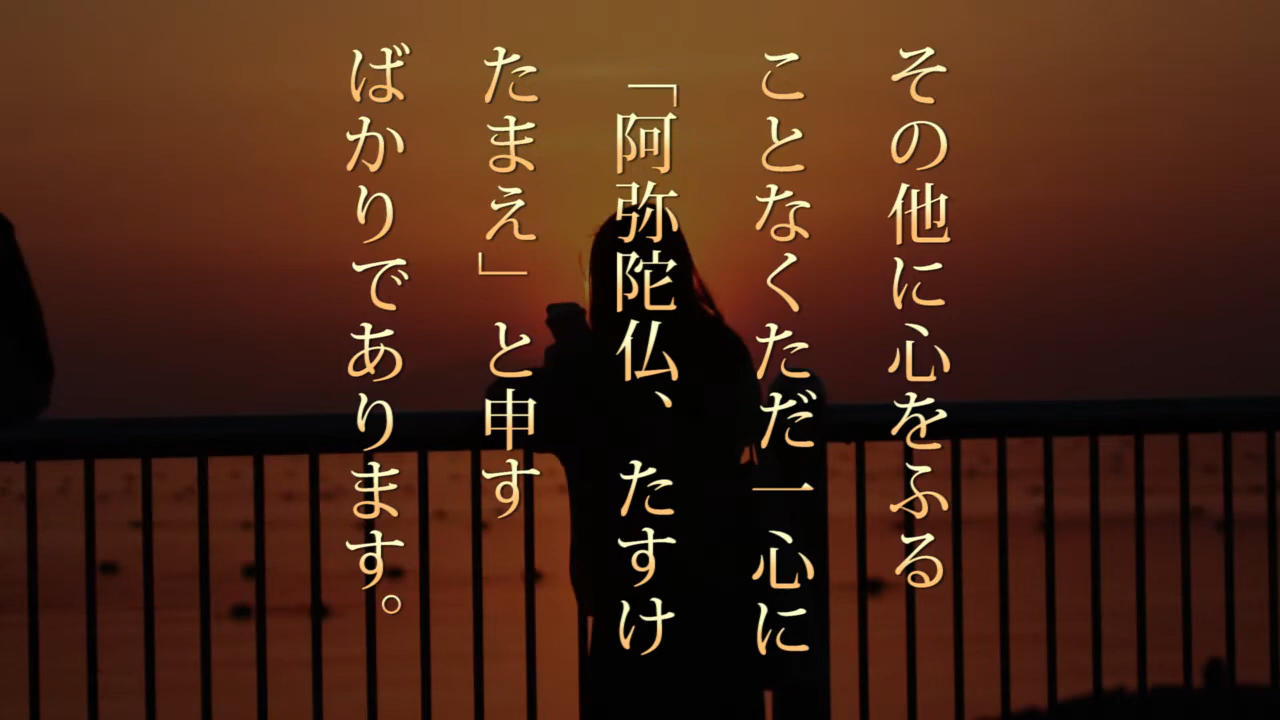 その他に心をふる
ことなくただ一心に
「阿弥陀仏、たすけ
たまえ」と申す
ばかりであります。